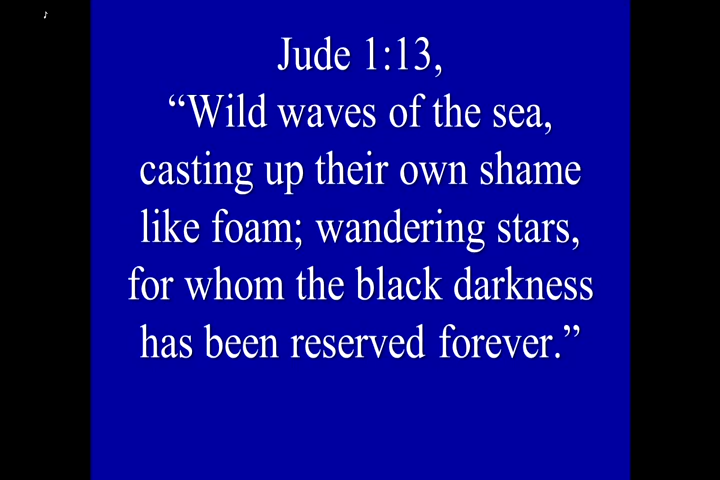 ♪
Jude 1:13,
“Wild waves of the sea,
casting up their own shame
like foam; wandering stars,
for whom the black darkness
has been reserved forever.”